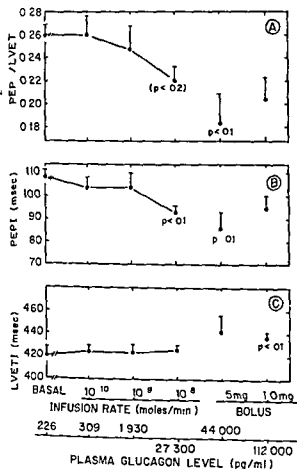 PEP/LVET
0.28
0.26
0.24
0.22
0.20
0.18
A
(p<02)
p<01
PEPI (msec)
110
100
90
80
70
B
p<01
p 01
LVETI (msec)
460
440
420
400
C
p<01
BASAL 10 10 10 9 10 8 5mg 10mg
INFUSION RATE (moles/min) BOLUS
226 309 1 930 27 300 44 000 112 000
PLASMA GLUCAGON LEVEL (pg/ml)